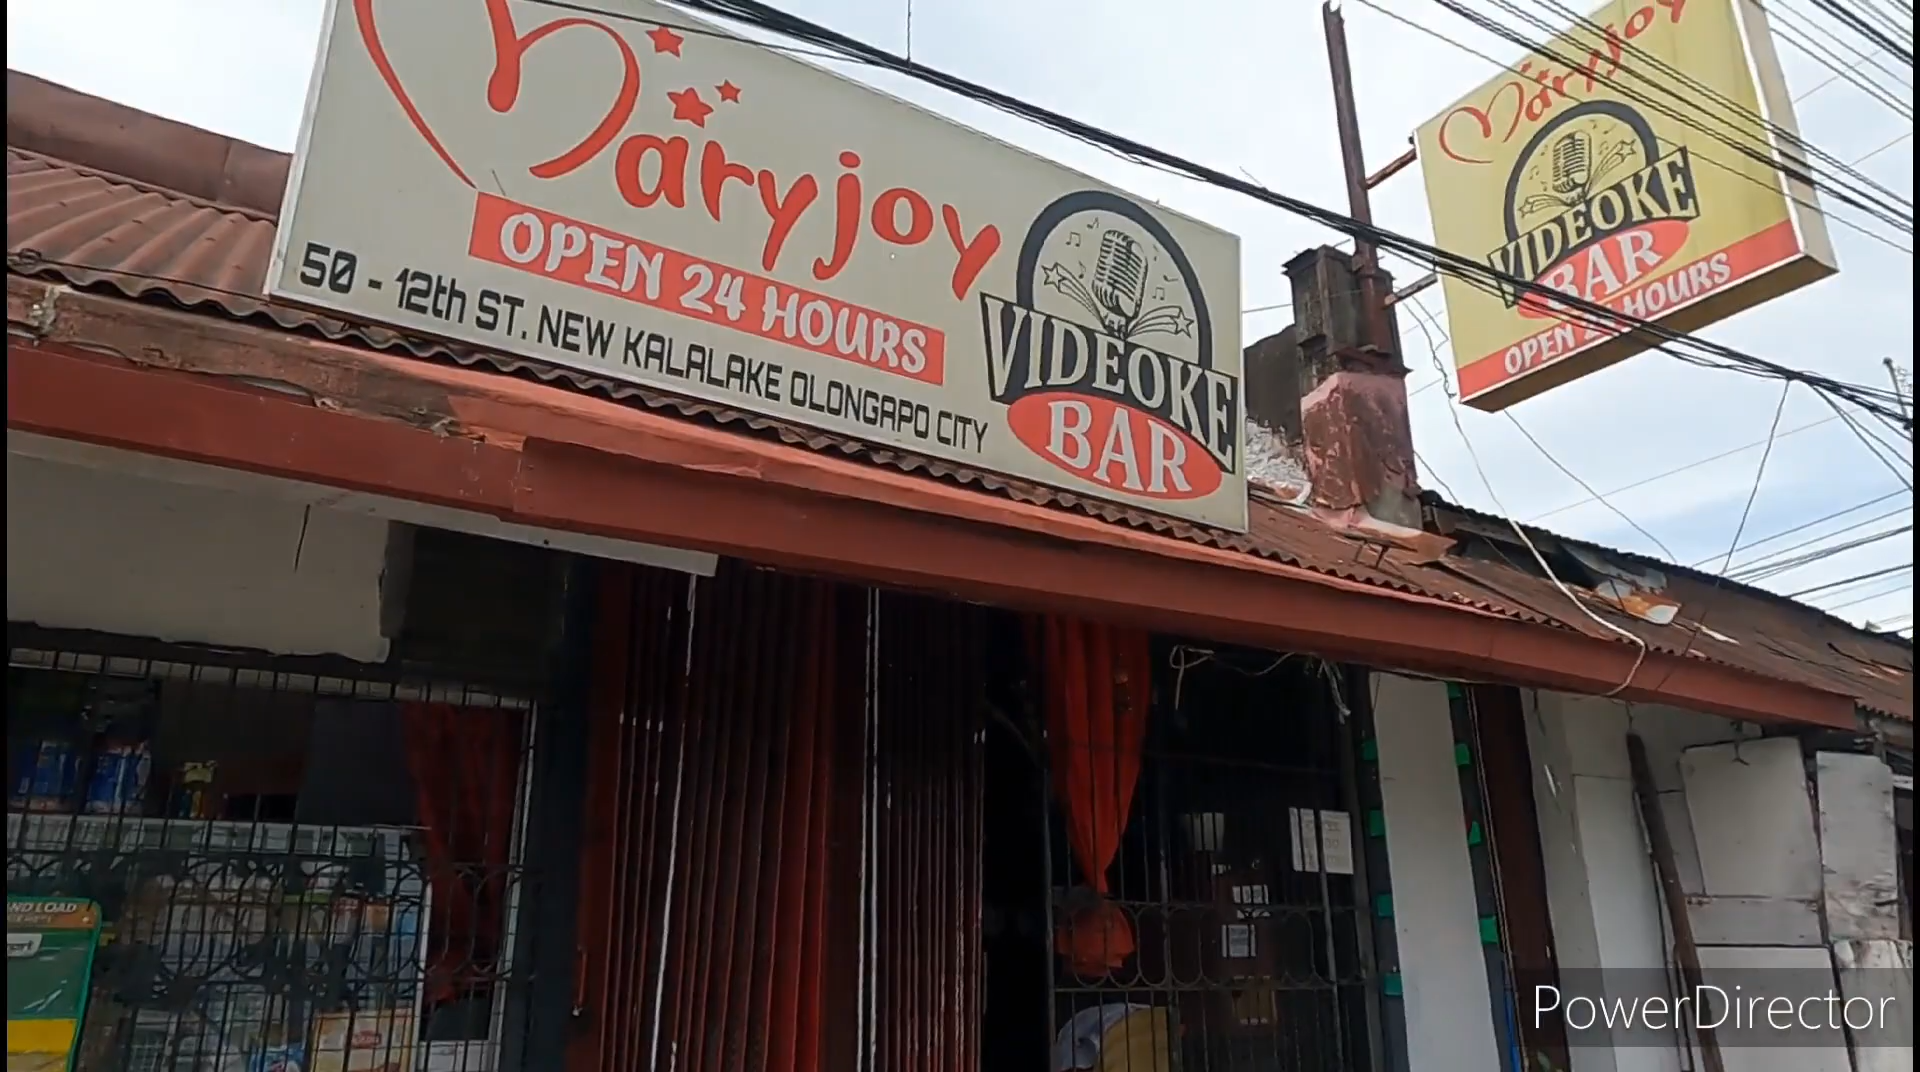 Maryjoy
OPEN 24 HOURS
50 - 12th ST. NEW KALALAKE OLONGAPO CITY
VIDEOKE
BAR
Maryjoy
VIDEOKE
BAR
OPEN 24 HOURS
LOAD
PowerDirector